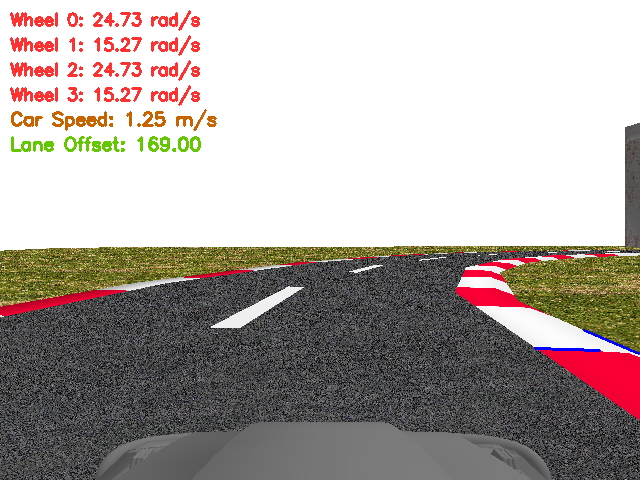 Wheel 0: 24.73 rad/s
Wheel 1: 15.27 rad/s
Wheel 2: 24.73 rad/s
Wheel 3: 15.27 rad/s
Car Speed: 1.25 m/s
Lane Offset: 169.00